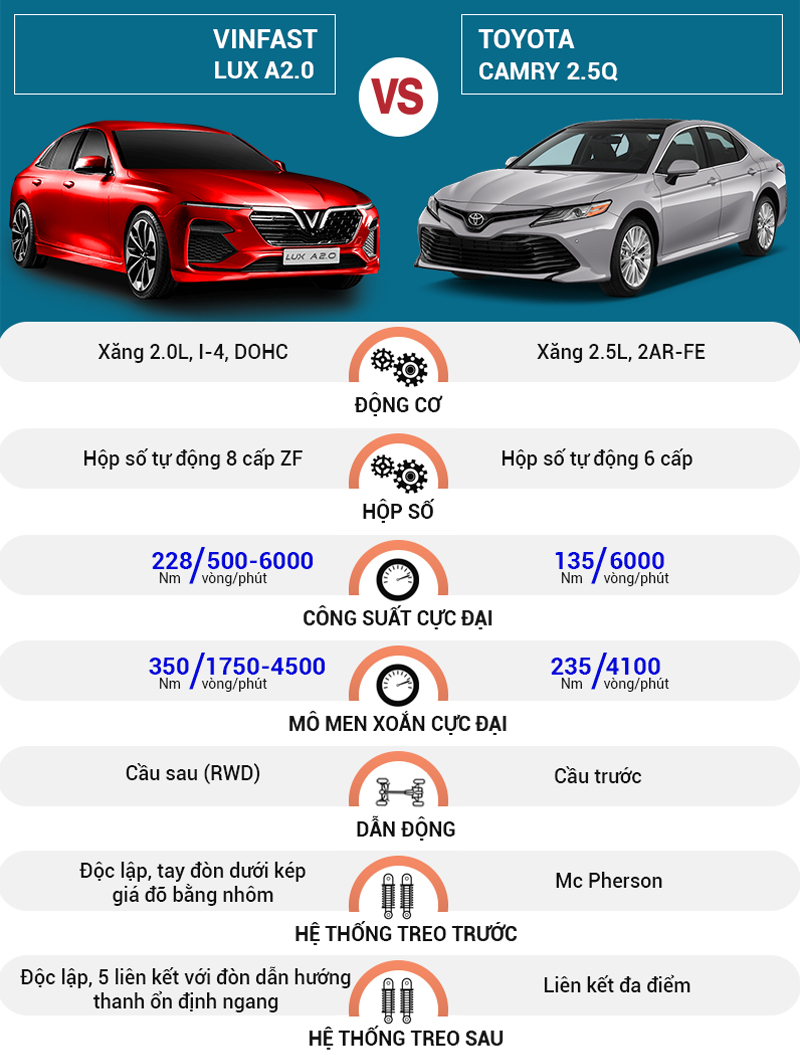 VINFAST
LUX A2.0
VS
TOYOTA
CAMRY 2.5Q
LUX A2.0
Xăng 2.0L, I-4, DOHC
Xăng 2.5L, 2AR-FE
ĐỘNG CƠ
Hộp số tự động 8 cấp ZF
Hộp số tự động 6 cấp
HỘP SỐ
228/500-6000
Nm vòng/phút
135/6000
Nm vòng/phút
CÔNG SUẤT CỰC ĐẠI
350/1750-4500
Nm vòng/phút
235/4100
Nm vòng/phút
MÔ MEN XOẮN CỰC ĐẠI
Cầu sau (RWD)
Cầu trước
DẪN ĐỘNG
Độc lập, tay đòn dưới kép
giá đõ bằng nhôm
Mc Pherson
HỆ THỐNG TREO TRƯỚC
Độc lập, 5 liên kết với đòn dẫn hướng
thanh ổn định ngang
Liên kết đa điểm
HỆ THỐNG TREO SAU